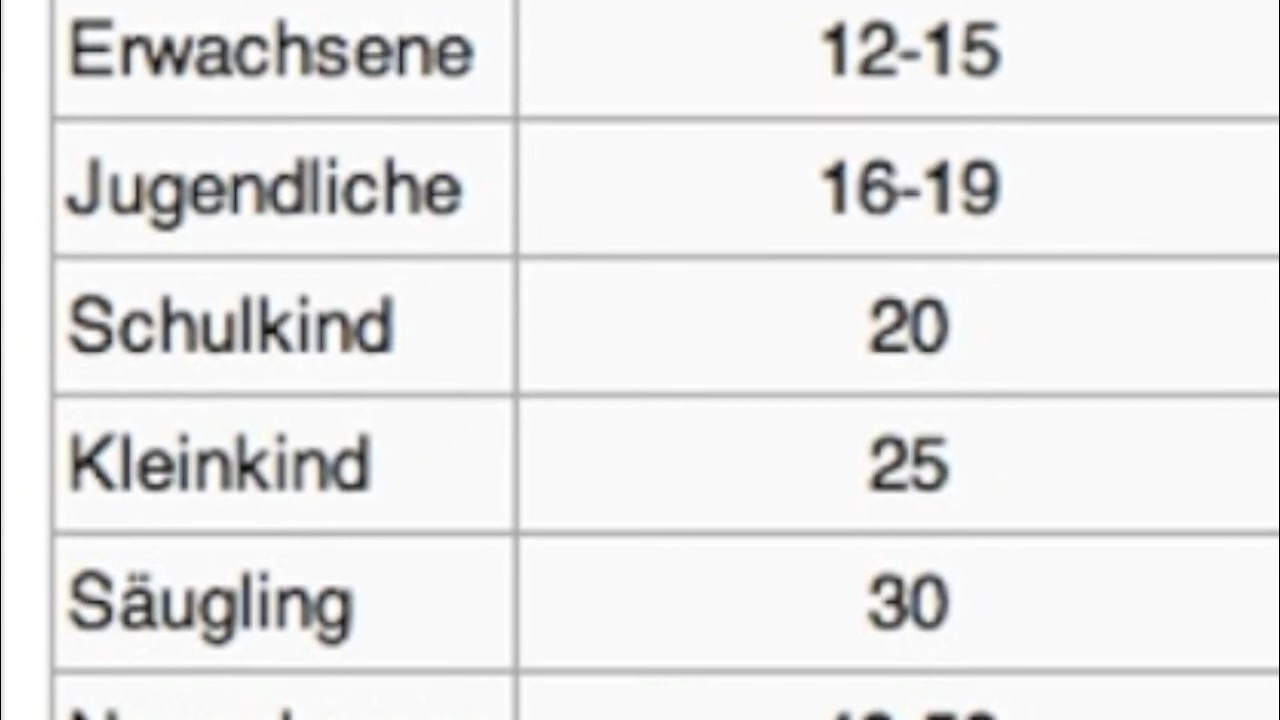 Erwachsene 12-15
Jugendliche 16-19
Schulkind 20
Kleinkind 25
Säugling 30